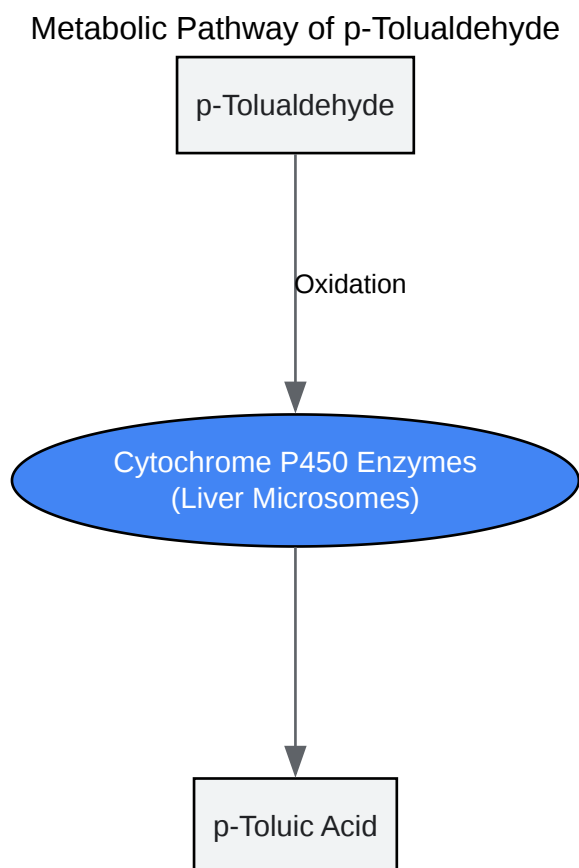 Metabolic Pathway of p-Tolualdehyde
p-Tolualdehyde
Oxidation
Cytochrome P450 Enzymes
(Liver Microsomes)
p-Toluic Acid